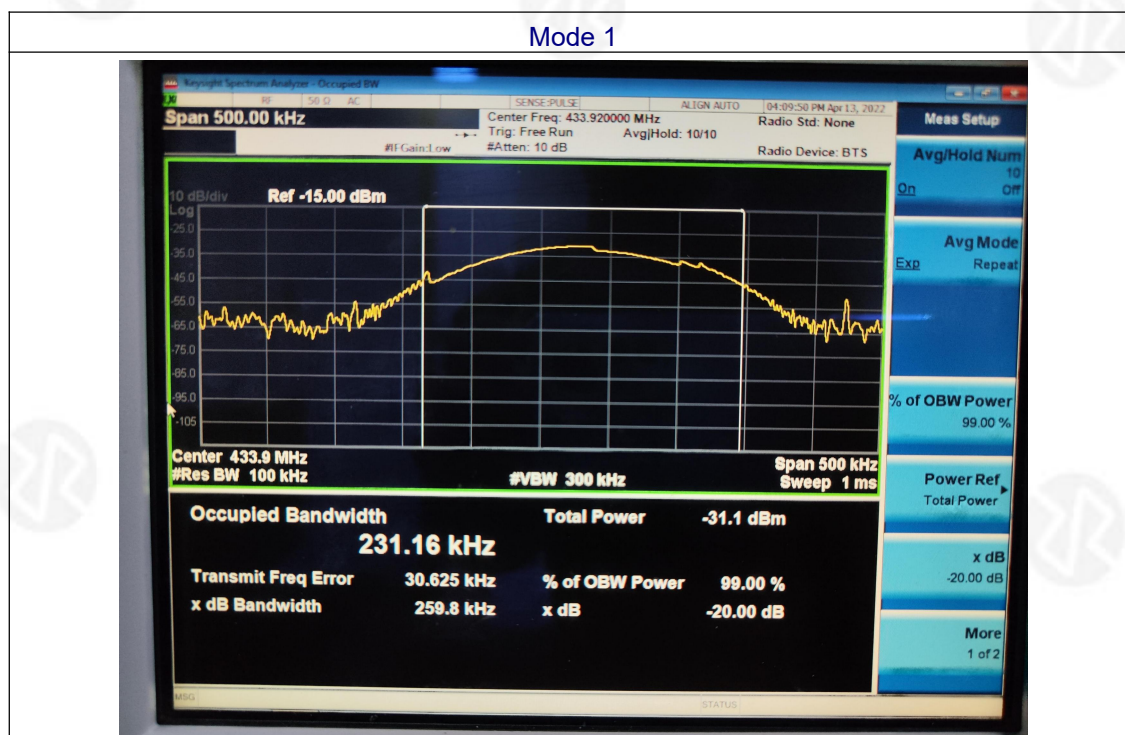 Mode 1
Keysight Spectrum Analyzer - Occupied BW
RF 50 Ω AC SENSE:PULSE ALIGN AUTO 04:09:50 PM Apr 13, 2022
Span 500.00 kHz
Center Freq: 433.920000 MHz Radio Std: None
Trig: Free Run Avg|Hold: 10/10
#IFGain:Low #Atten: 10 dB Radio Device: BTS
Meas Setup
10 dB/div Ref -15.00 dBm
Log
-25.0
-35.0
-45.0
-55.0
-65.0
-75.0
-85.0
-95.0
-105
Center 433.9 MHz Span 500 kHz
#Res BW 100 kHz #VBW 300 kHz Sweep 1 ms
Occupied Bandwidth Total Power -31.1 dBm
231.16 kHz
Transmit Freq Error 30.625 kHz % of OBW Power 99.00 %
x dB Bandwidth 259.8 kHz x dB -20.00 dB
Avg/Hold Num
10
On Off
Avg Mode
Exp Repeat
% of OBW Power
99.00 %
Power Ref
Total Power
x dB
-20.00 dB
More
1 of 2
MSG STATUS